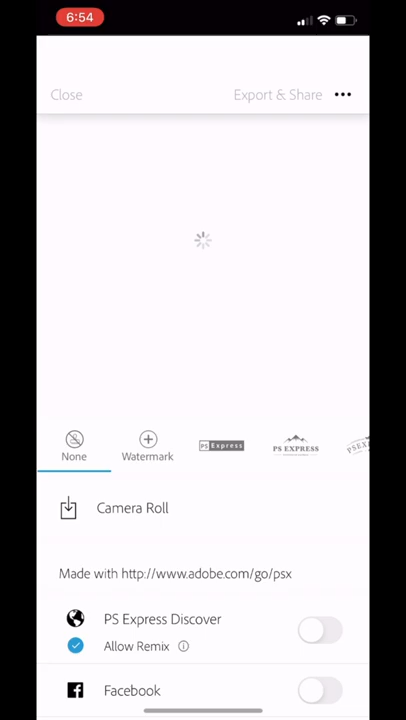 6:54
Close
Export & Share
None
Watermark
PS Express
PS EXPRESS
Camera Roll
Made with http://www.adobe.com/go/psx
PS Express Discover
Allow Remix
Facebook